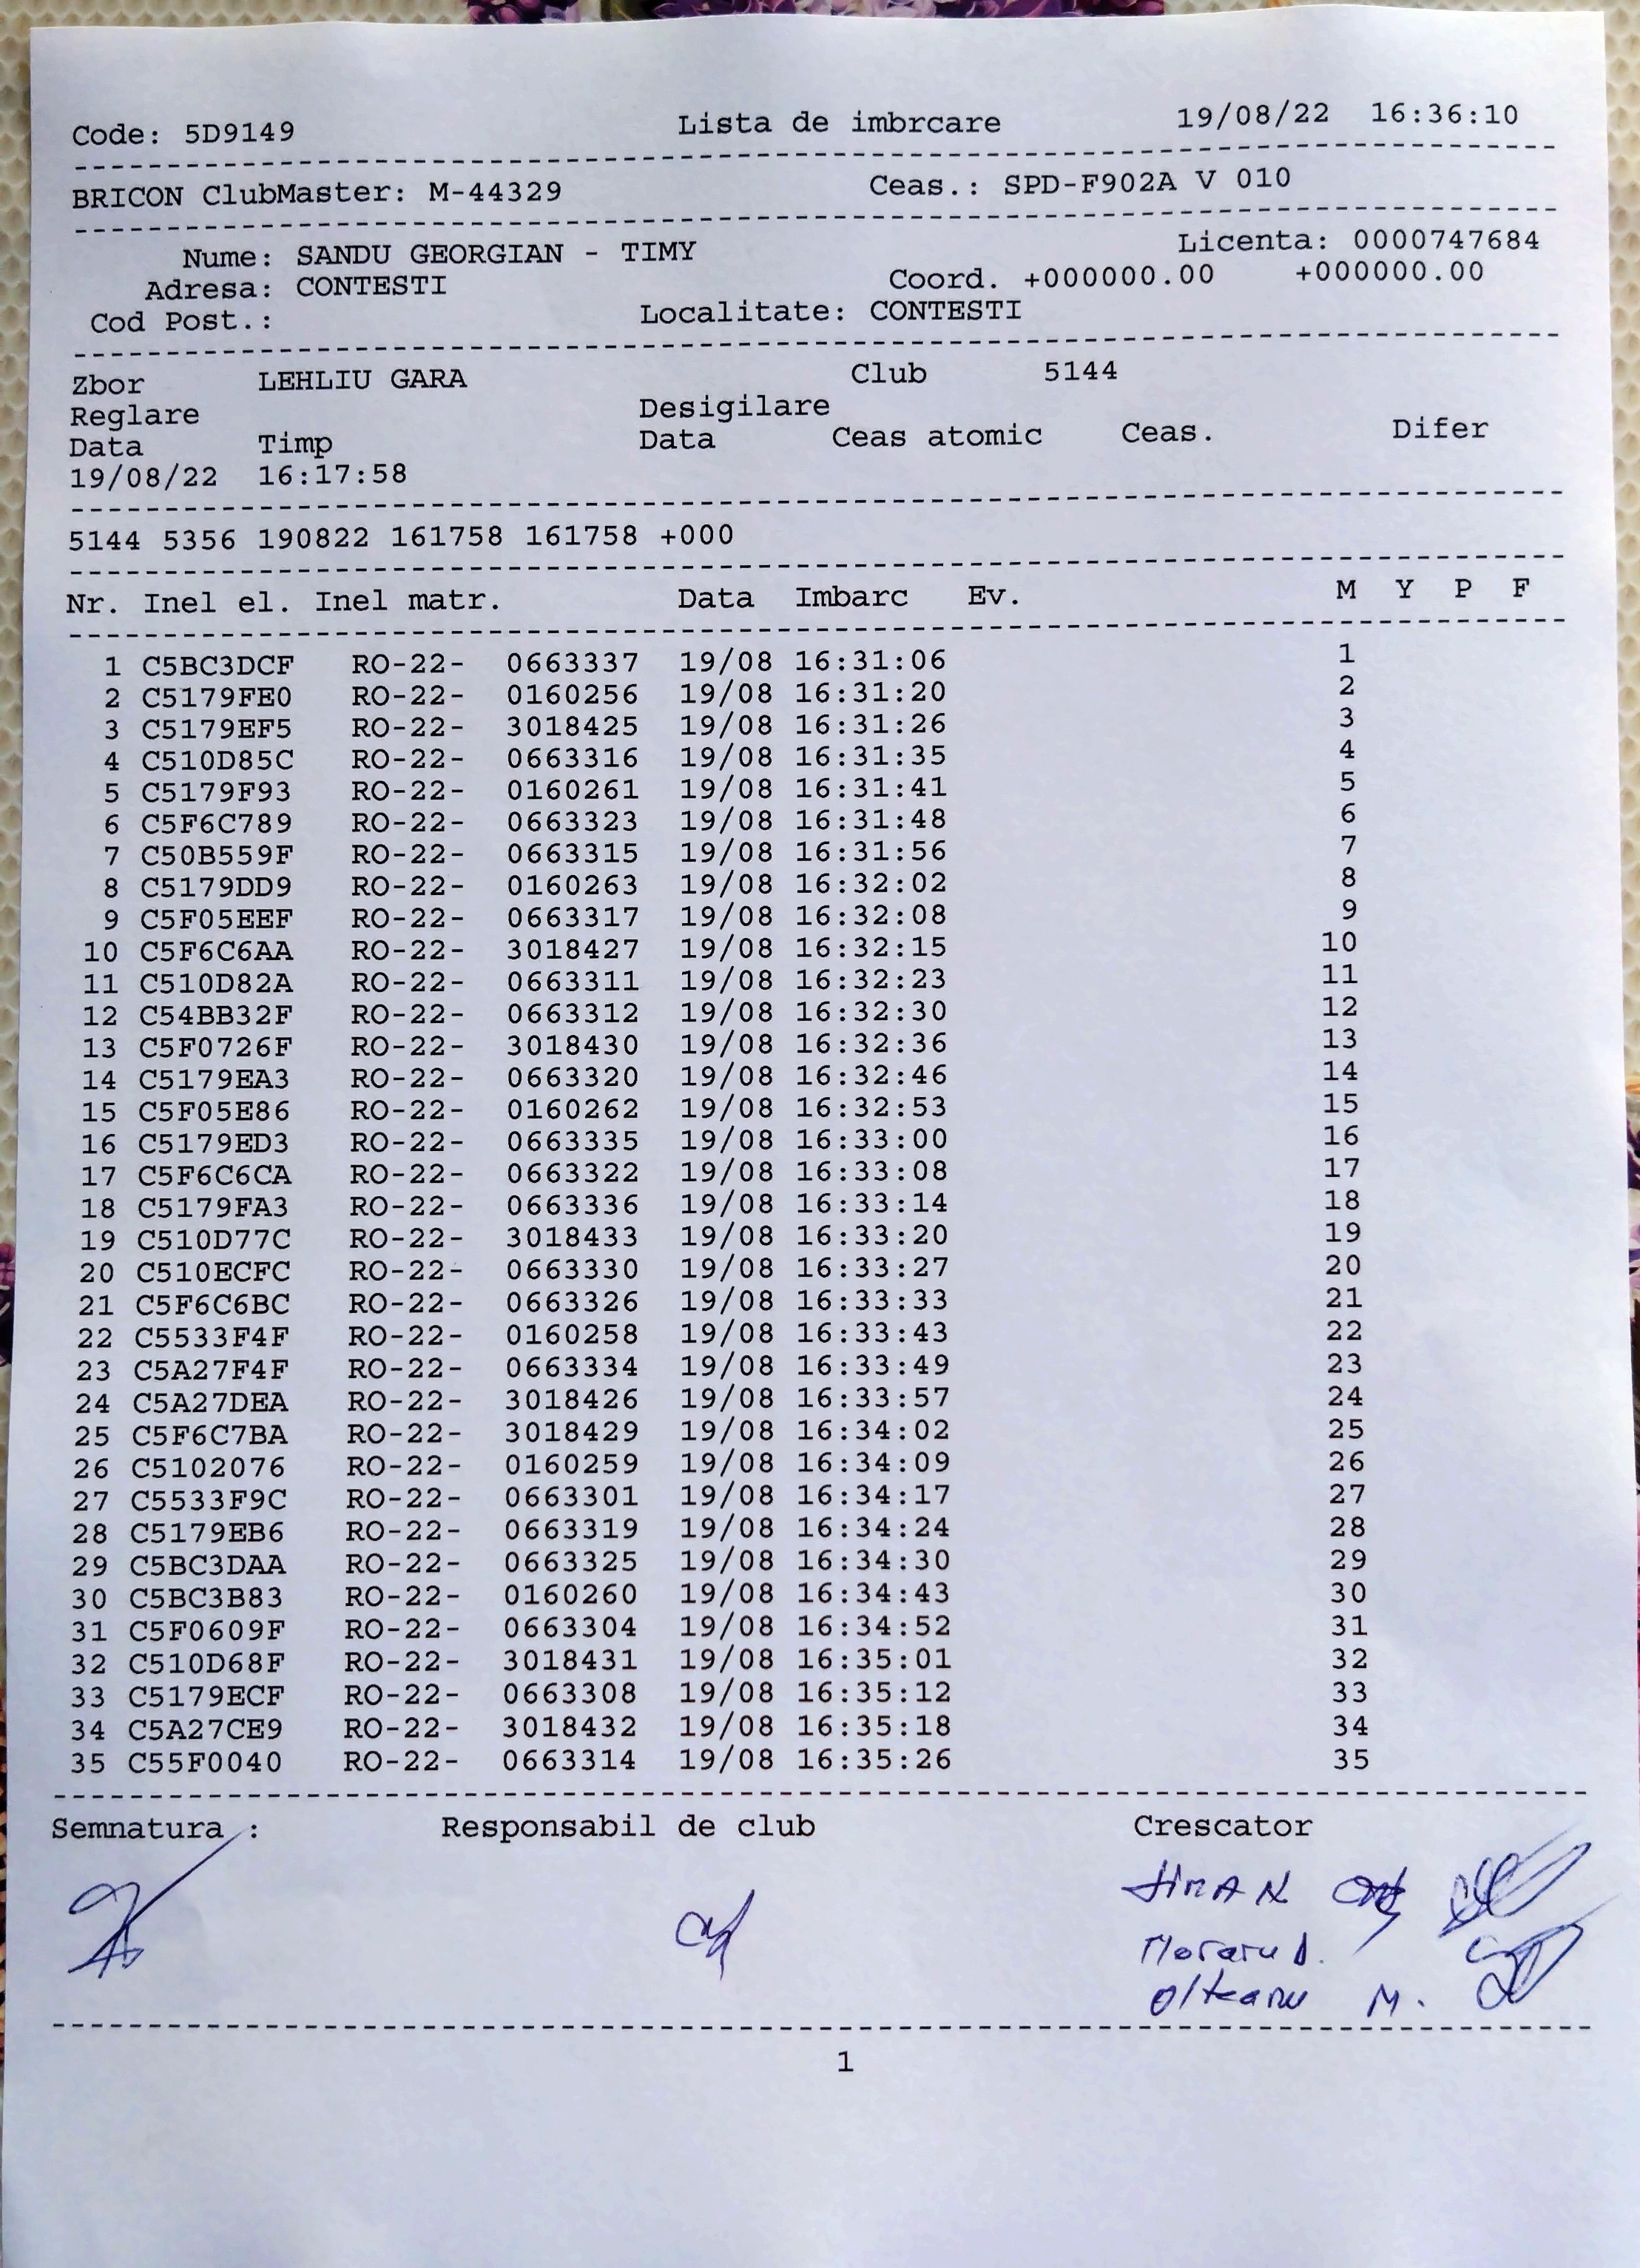 Code: 5D9149 Lista de imbrcare 19/08/22 16:36:10
BRICON ClubMaster: M-44329 Ceas.: SPD-F902A V 010
Nume: SANDU GEORGIAN - TIMY Licenta: 0000747684
Adresa: CONTESTI Coord. +000000.00 +000000.00
Cod Post.: Localitate: CONTESTI
Zbor LEHLIU GARA Club 5144
Reglare Desigilare
Data Timp Data Ceas atomic Ceas. Difer
19/08/22 16:17:58
5144 5356 190822 161758 161758 +000
Nr. Inel el. Inel matr. Data Imbarc Ev. M Y P F
1 C5BC3DCF RO-22- 0663337 19/08 16:31:06 1
2 C5179FE0 RO-22- 0160256 19/08 16:31:20 2
3 C5179EF5 RO-22- 3018425 19/08 16:31:26 3
4 C510D85C RO-22- 0663316 19/08 16:31:35 4
5 C5179F93 RO-22- 0160261 19/08 16:31:41 5
6 C5F6C789 RO-22- 0663323 19/08 16:31:48 6
7 C50B559F RO-22- 0663315 19/08 16:31:56 7
8 C5179DD9 RO-22- 0160263 19/08 16:32:02 8
9 C5F05EEF RO-22- 0663317 19/08 16:32:08 9
10 C5F6C6AA RO-22- 3018427 19/08 16:32:15 10
11 C510D82A RO-22- 0663311 19/08 16:32:23 11
12 C54BB32F RO-22- 0663312 19/08 16:32:30 12
13 C5F0726F RO-22- 3018430 19/08 16:32:36 13
14 C5179EA3 RO-22- 0663320 19/08 16:32:46 14
15 C5F05E86 RO-22- 0160262 19/08 16:32:53 15
16 C5179ED3 RO-22- 0663335 19/08 16:33:00 16
17 C5F6C6CA RO-22- 0663322 19/08 16:33:08 17
18 C5179FA3 RO-22- 0663336 19/08 16:33:14 18
19 C510D77C RO-22- 3018433 19/08 16:33:20 19
20 C510ECFC RO-22- 0663330 19/08 16:33:27 20
21 C5F6C6BC RO-22- 0663326 19/08 16:33:33 21
22 C5533F4F RO-22- 0160258 19/08 16:33:43 22
23 C5A27F4F RO-22- 0663334 19/08 16:33:49 23
24 C5A27DEA RO-22- 3018426 19/08 16:33:57 24
25 C5F6C7BA RO-22- 3018429 19/08 16:34:02 25
26 C5102076 RO-22- 0160259 19/08 16:34:09 26
27 C5533F9C RO-22- 0663301 19/08 16:34:17 27
28 C5179EB6 RO-22- 0663319 19/08 16:34:24 28
29 C5BC3DAA RO-22- 0663325 19/08 16:34:30 29
30 C5BC3B83 RO-22- 0160260 19/08 16:34:43 30
31 C5F0609F RO-22- 0663304 19/08 16:34:52 31
32 C510D68F RO-22- 3018431 19/08 16:35:01 32
33 C5179ECF RO-22- 0663308 19/08 16:35:12 33
34 C5A27CE9 RO-22- 3018432 19/08 16:35:18 34
35 C55F0040 RO-22- 0663314 19/08 16:35:26 35
Semnatura : Responsabil de club Crescator
Moraru D.
Olteanu M.
1